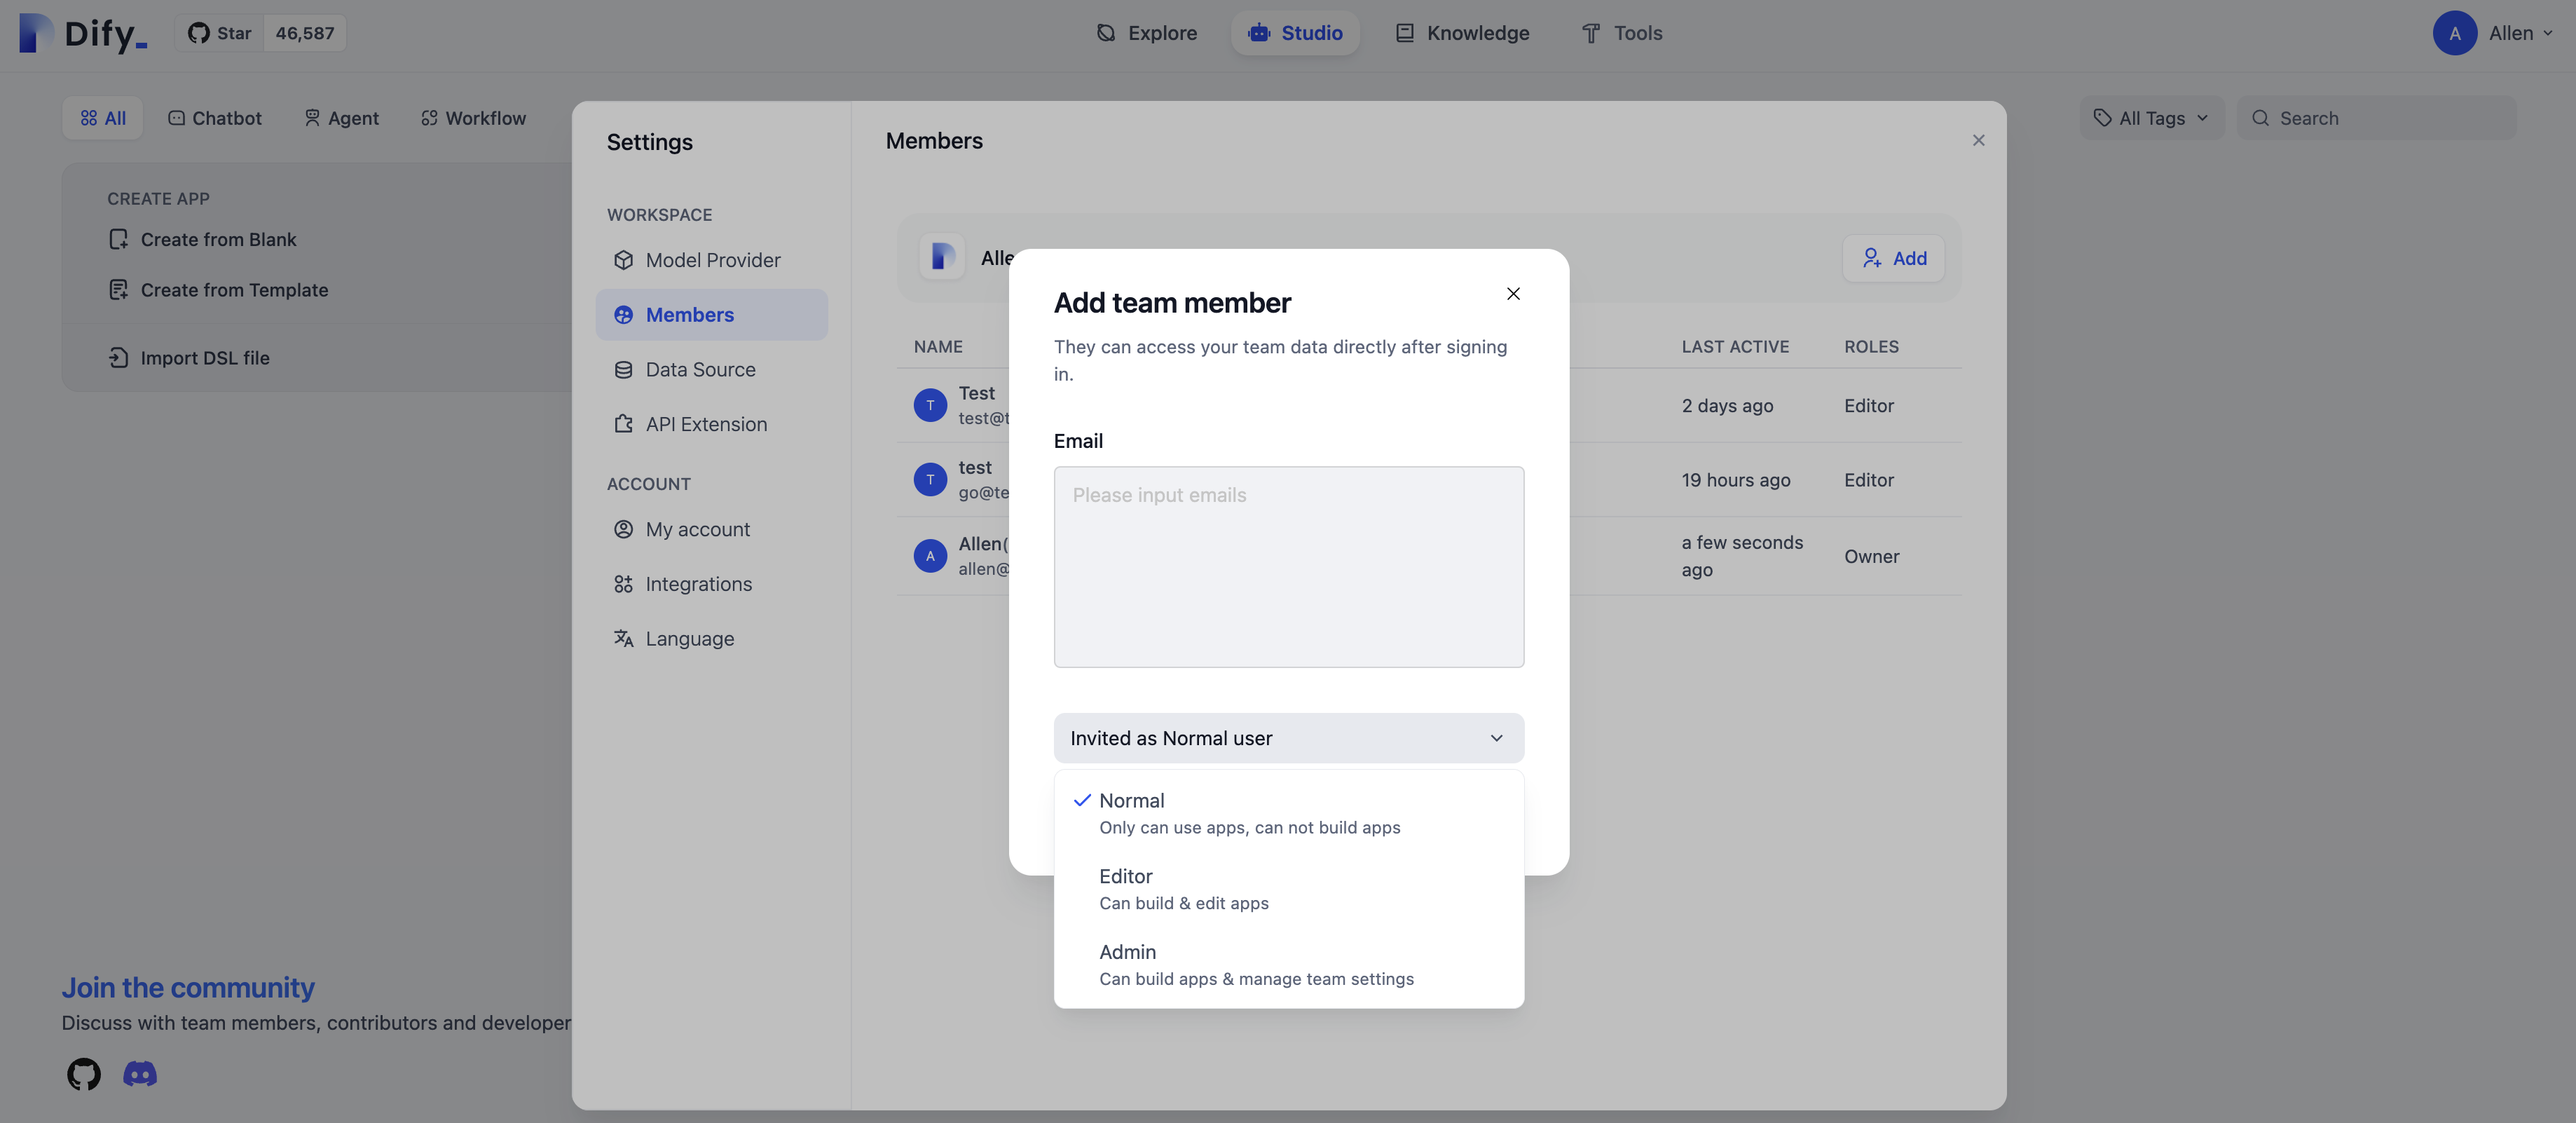 Dify_
Star 46,587
Explore
Studio
Knowledge
Tools
A Allen
All
Chatbot
Agent
Workflow
All Tags
Search
CREATE APP
Create from Blank
Create from Template
Import DSL file
Join the community
Discuss with team members, contributors and developer
Settings
WORKSPACE
Model Provider
Members
Data Source
API Extension
ACCOUNT
My account
Integrations
Language
Members
Alle
Add
NAME LAST ACTIVE ROLES
T Test 2 days ago Editor
test@t
T test 19 hours ago Editor
go@te
A Allen( a few seconds ago Owner
allen@
Add team member
They can access your team data directly after signing
in.
Email
Please input emails
Invited as Normal user
Normal
Only can use apps, can not build apps
Editor
Can build & edit apps
Admin
Can build apps & manage team settings